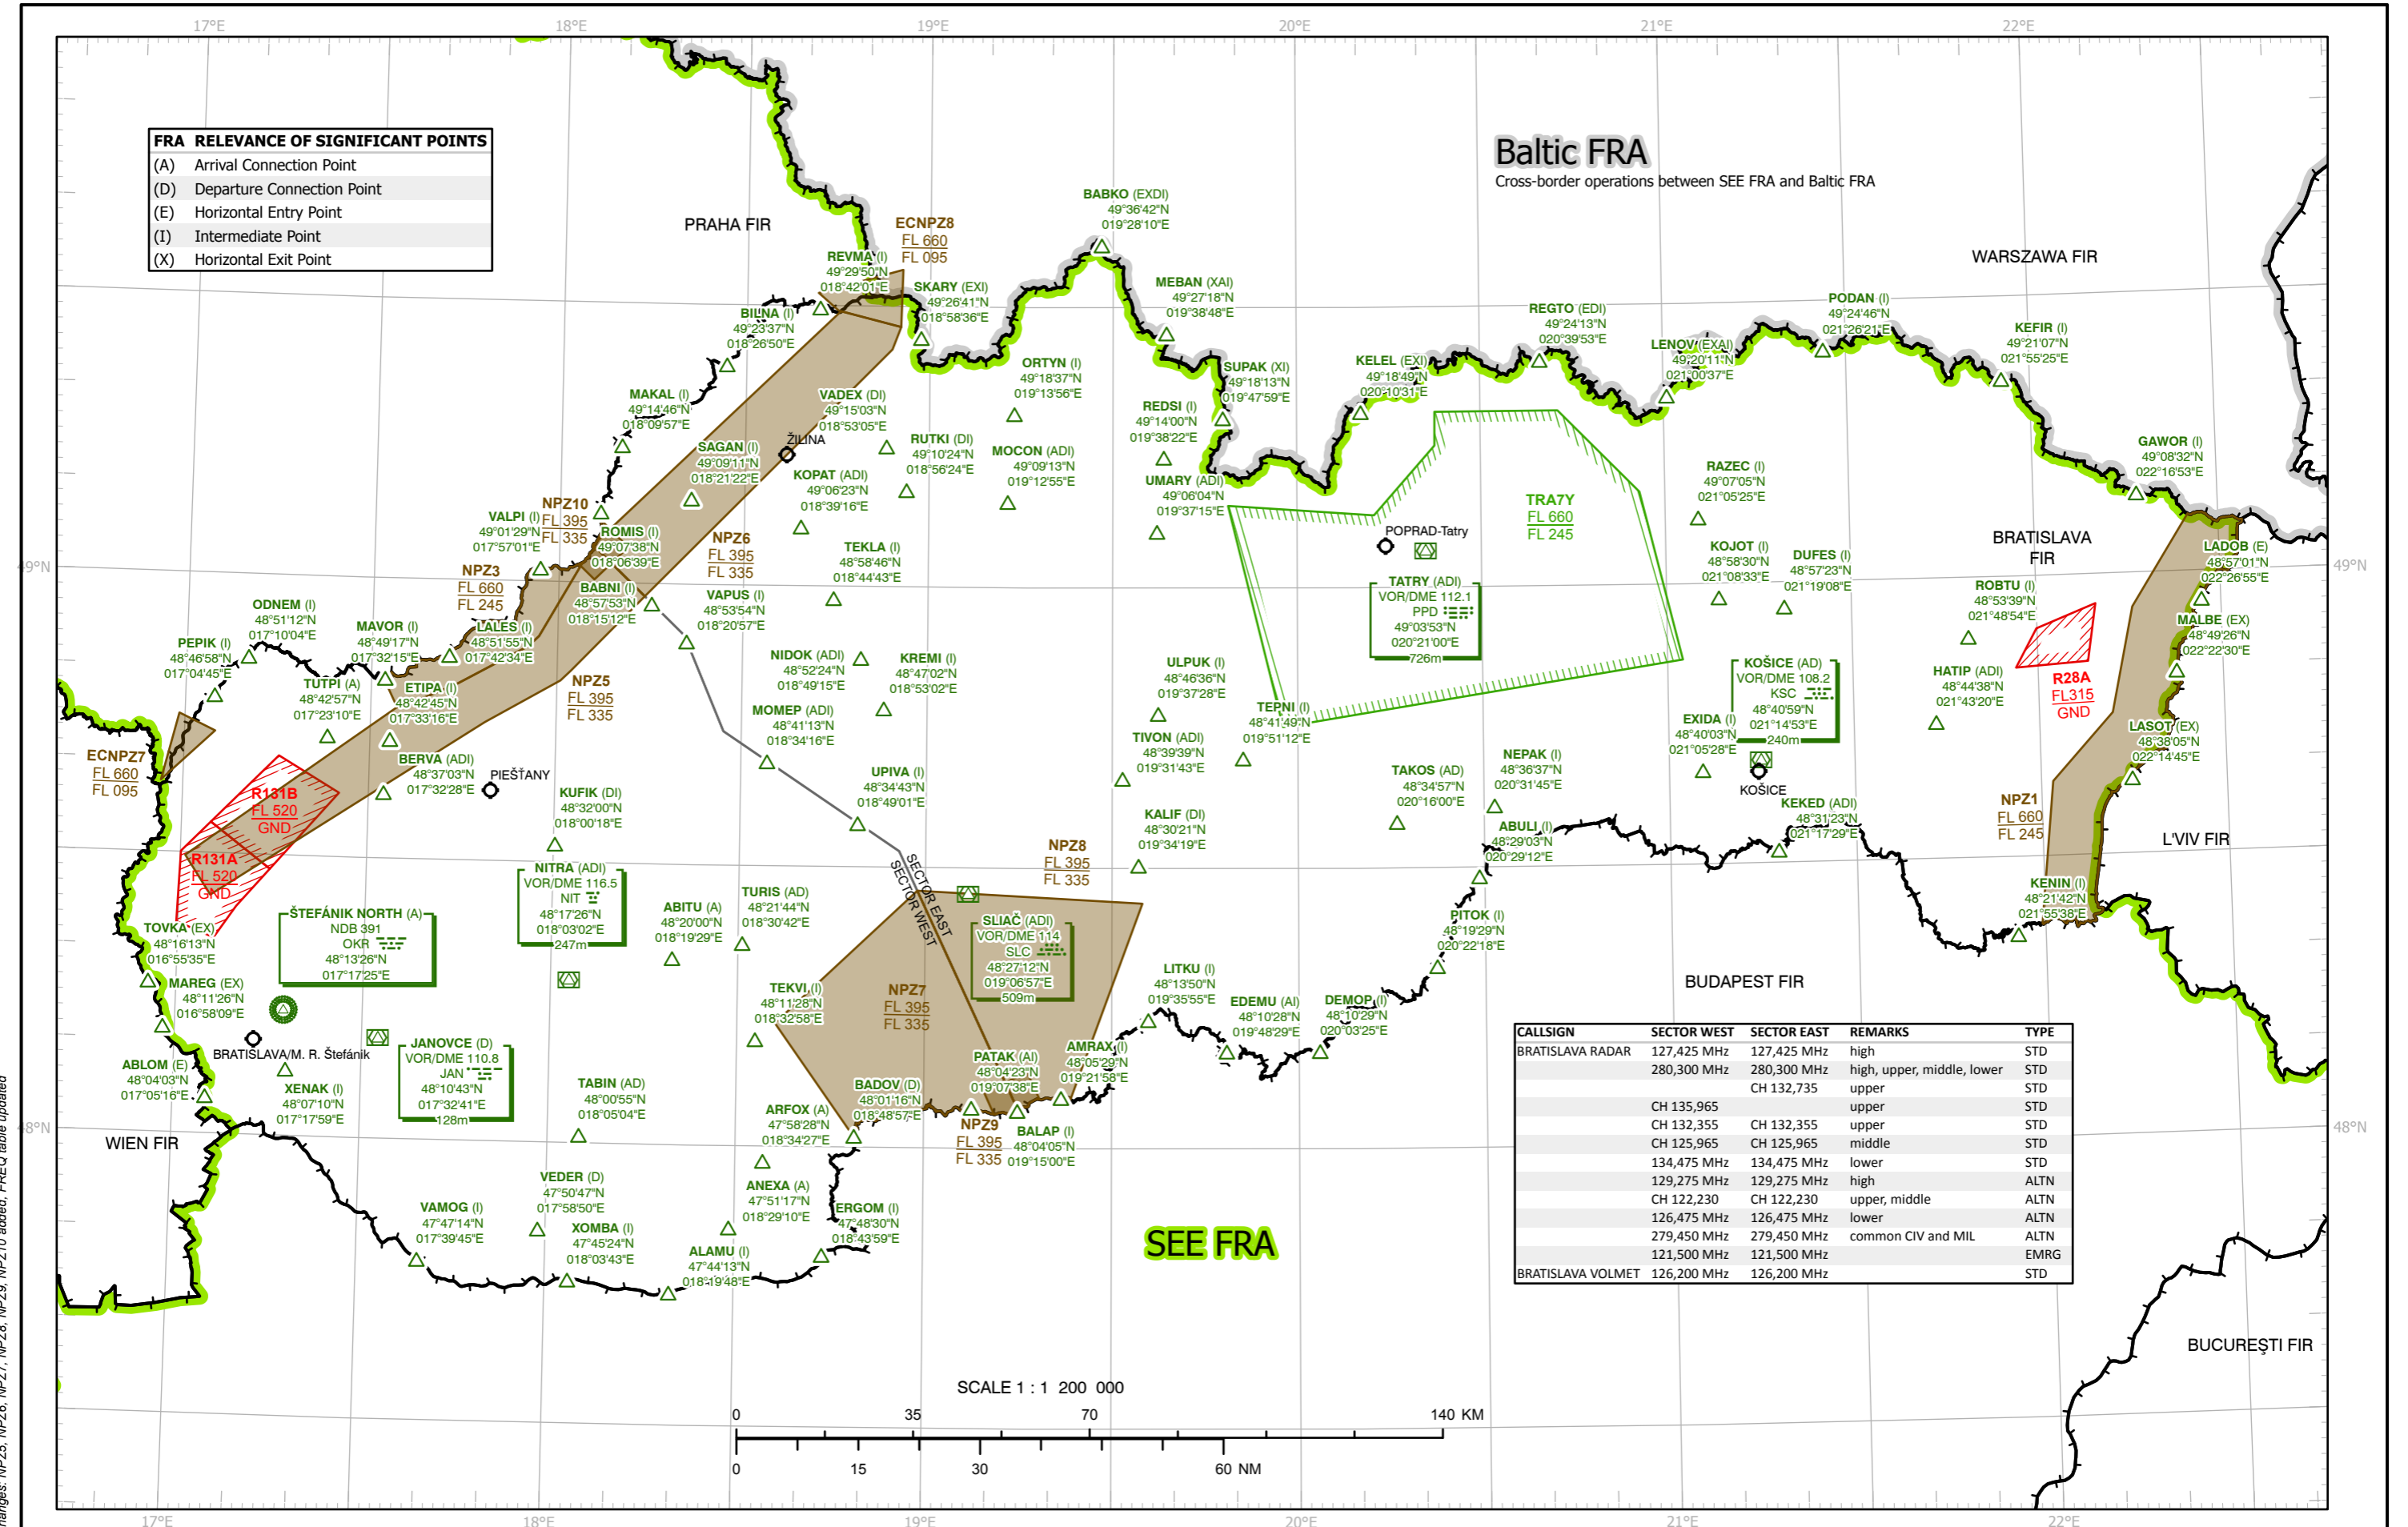 17°E
18°E
19°E
20°E
21°E
22°E
FRA RELEVANCE OF SIGNIFICANT POINTS
(A) Arrival Connection Point
(D) Departure Connection Point
(E) Horizontal Entry Point
(I) Intermediate Point
(X) Horizontal Exit Point
Baltic FRA
Cross-border operations between SEE FRA and Baltic FRA
PRAHA FIR
WARSZAWA FIR
ECNPZ8
FL 660
FL 095
BABKO (EXDI)
49°36'42"N
019°28'10"E
REVMA (I)
49°29'50"N
018°42'01"E
SKARY (EXI)
49°26'41"N
018°58'36"E
MEBAN (XAI)
49°27'18"N
019°38'48"E
BILNA (I)
49°23'37"N
018°26'50"E
REGTO (EDI)
49°24'13"N
020°39'53"E
PODAN (I)
49°24'46"N
021°26'21"E
LENOV (EXAI)
49°20'11"N
021°00'37"E
KEFIR (I)
49°21'07"N
021°55'25"E
ORTYN (I)
49°18'37"N
019°13'56"E
SUPAK (XI)
49°18'13"N
019°47'59"E
KELEL (EXI)
49°18'49"N
020°10'31"E
MAKAL (I)
49°14'46"N
018°09'57"E
VADEX (DI)
49°15'03"N
018°53'05"E
REDSI (I)
49°14'00"N
019°38'22"E
SAGAN (I)
49°09'11"N
018°21'22"E
ŽILINA
RUTKI (DI)
49°10'24"N
018°56'24"E
MOCON (ADI)
49°09'13"N
019°12'55"E
GAWOR (I)
49°08'32"N
022°16'53"E
KOPAT (ADI)
49°06'23"N
018°39'16"E
UMARY (ADI)
49°06'04"N
019°37'15"E
RAZEC (I)
49°07'05"N
021°05'25"E
TRA7Y
FL 660
FL 245
NPZ10
FL 395
FL 335
VALPI (I)
49°01'29"N
017°57'01"E
ROMIS (I)
49°07'38"N
018°06'39"E
NPZ6
FL 395
FL 335
POPRAD-Tatry
BRATISLAVA
FIR
TEKLA (I)
48°58'46"N
018°44'43"E
KOJOT (I)
48°58'30"N
021°08'33"E
DUFES (I)
48°57'23"N
021°19'08"E
LADOB (E)
48°57'01"N
022°26'55"E
49°N
49°N
NPZ3
FL 660
FL 245
BABNI (I)
48°57'53"N
018°15'12"E
VAPUS (I)
48°53'54"N
018°20'57"E
TATRY (ADI)
VOR/DME 112.1
PPD
49°03'53"N
020°21'00"E
726m
ROBTU (I)
48°53'39"N
021°48'54"E
ODNEM (I)
48°51'12"N
017°10'04"E
MAVOR (I)
48°49'17"N
017°32'15"E
LALES (I)
48°51'55"N
017°42'34"E
MALBE (EX)
48°49'26"N
022°22'30"E
PEPIK (I)
48°46'58"N
017°04'45"E
NIDOK (ADI)
48°52'24"N
018°49'15"E
KREMI (I)
48°47'02"N
018°53'02"E
ULPUK (I)
48°46'36"N
019°37'28"E
KOŠICE (AD)
VOR/DME 108.2
KSC
48°40'59"N
021°14'53"E
240m
HATIP (ADI)
48°44'38"N
021°43'20"E
R28A
FL315
GND
TUTPI (A)
48°42'57"N
017°23'10"E
ETIPA (I)
48°42'45"N
017°33'16"E
NPZ5
FL 395
FL 335
MOMEP (ADI)
48°41'13"N
018°34'16"E
TEPNI (I)
48°41'49"N
019°51'12"E
EXIDA (I)
48°40'03"N
021°05'28"E
LASOT (EX)
48°38'05"N
022°14'45"E
ECNPZ7
FL 660
FL 095
BERVA (ADI)
48°37'03"N
017°32'28"E
PIEŠŤANY
TIVON (ADI)
48°39'39"N
019°31'43"E
NEPAK (I)
48°36'37"N
020°31'45"E
UPIVA (I)
48°34'43"N
018°49'01"E
TAKOS (AD)
48°34'57"N
020°16'00"E
KOŠICE
R131B
FL 520
GND
KUFIK (DI)
48°32'00"N
018°00'18"E
KEKED (ADI)
48°31'23"N
021°17'29"E
NPZ1
FL 660
FL 245
KALIF (DI)
48°30'21"N
019°34'19"E
ABULI (I)
48°29'03"N
020°29'12"E
L'VIV FIR
R131A
FL 520
GND
NPZ8
FL 395
FL 335
SECTOR EAST
SECTOR WEST
NITRA (ADI)
VOR/DME 116.5
NIT
48°17'26"N
018°03'02"E
247m
TURIS (AD)
48°21'44"N
018°30'42"E
ABITU (A)
48°20'00"N
018°19'29"E
KENIN (I)
48°21'42"N
021°55'38"E
ŠTEFÁNIK NORTH (A)
NDB 391
OKR
48°13'26"N
017°17'25"E
SLIAČ (ADI)
VOR/DME 114
SLC
48°27'12"N
019°06'57"E
509m
PITOK (I)
48°19'29"N
020°22'18"E
TOVKA (EX)
48°16'13"N
016°55'35"E
MAREG (EX)
48°11'26"N
016°58'09"E
TEKVI (I)
48°11'28"N
018°32'58"E
NPZ7
FL 395
FL 335
LITKU (I)
48°13'50"N
019°35'55"E
EDEMU (AI)
48°10'28"N
019°48'29"E
DEMOP (I)
48°10'29"N
020°03'25"E
BUDAPEST FIR
BRATISLAVA/M. R. Štefánik
JANOVCE (D)
VOR/DME 110.8
JAN
48°10'43"N
017°32'41"E
128m
ABLOM (E)
48°04'03"N
017°05'16"E
XENAK (I)
48°07'10"N
017°17'59"E
TABIN (AD)
48°00'55"N
018°05'04"E
PATAK (AI)
48°04'23"N
019°07'38"E
AMRAX (I)
48°05'29"N
019°21'58"E
BADOV (D)
48°01'16"N
018°48'57"E
ARFOX (A)
47°58'28"N
018°34'27"E
NPZ9
FL 395
FL 335
BALAP (I)
48°04'05"N
019°15'00"E
48°N
48°N
WIEN FIR
VEDER (D)
47°50'47"N
017°58'50"E
ANEXA (A)
47°51'17"N
018°29'10"E
VAMOG (I)
47°47'14"N
017°39'45"E
XOMBA (I)
47°45'24"N
018°03'43"E
ALAMU (I)
47°44'13"N
018°19'48"E
ERGOM (I)
47°48'30"N
018°43'59"E
SEE FRA
CALLSIGN SECTOR WEST SECTOR EAST REMARKS TYPE
BRATISLAVA RADAR 127,425 MHz 127,425 MHz high STD
280,300 MHz 280,300 MHz high, upper, middle, lower STD
CH 132,735 upper STD
CH 135,965 upper STD
CH 132,355 CH 132,355 upper STD
CH 125,965 CH 125,965 middle STD
134,475 MHz 134,475 MHz lower STD
129,275 MHz 129,275 MHz high ALTN
CH 122,230 CH 122,230 upper, middle ALTN
126,475 MHz 126,475 MHz lower ALTN
279,450 MHz 279,450 MHz common CIV and MIL ALTN
121,500 MHz 121,500 MHz EMRG
BRATISLAVA VOLMET 126,200 MHz 126,200 MHz STD
BUCUREŞTI FIR
SCALE 1 : 1 200 000
0 35 70 140 KM
0 15 30 60 NM
17°E
18°E
19°E
20°E
21°E
22°E
NPZ5, NPZ6, NPZ7, NPZ8, NPZ9, NPZ10 added, FREQ table updated